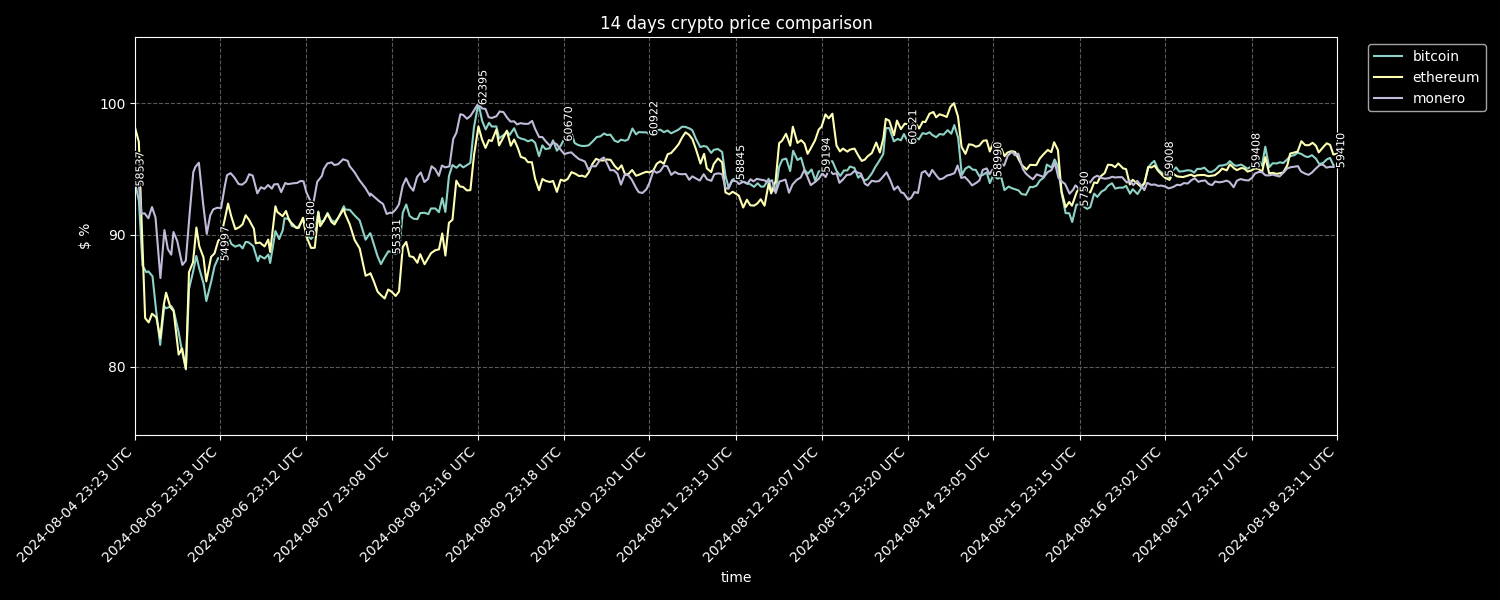 14 days crypto price comparison
bitcoin
ethereum
monero
100
90
80
$ %
58537
54997
56180
55331
62395
60670
60922
58845
59194
60521
58990
57590
59008
59408
59410
2024-08-04 23:23 UTC
2024-08-05 23:13 UTC
2024-08-06 23:12 UTC
2024-08-07 23:08 UTC
2024-08-08 23:16 UTC
2024-08-09 23:18 UTC
2024-08-10 23:01 UTC
2024-08-11 23:13 UTC
2024-08-12 23:07 UTC
2024-08-13 23:20 UTC
2024-08-14 23:05 UTC
2024-08-15 23:15 UTC
2024-08-16 23:02 UTC
2024-08-17 23:17 UTC
2024-08-18 23:11 UTC
time